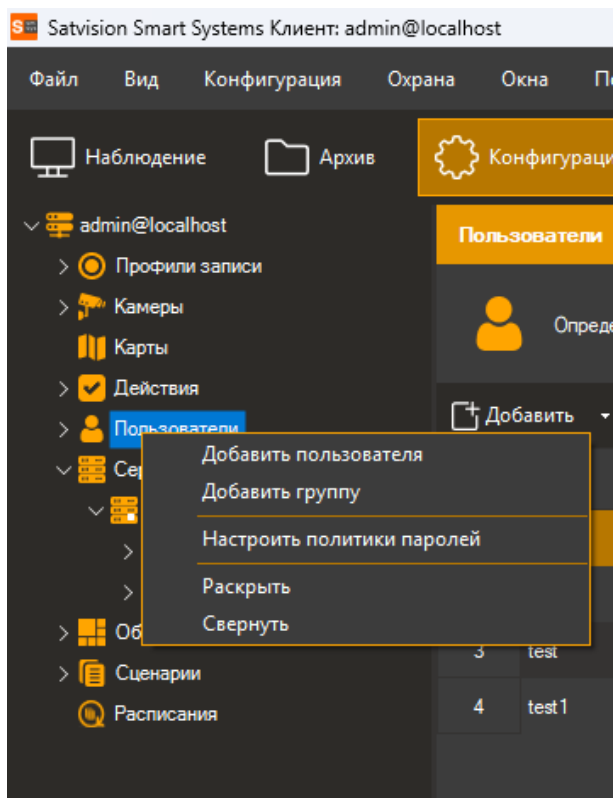 Satvision Smart Systems Клиент: admin@localhost
Файл Вид Конфигурация Охрана Окна
Наблюдение Архив
admin@localhost
Пользователи
Профили записи
Камеры
Карты
Действия
Добавить
Пользователи
Добавить пользователя
Добавить группу
Настроить политики паролей
Раскрыть
Свернуть
3 test
Сценарии
4 test1
Расписания